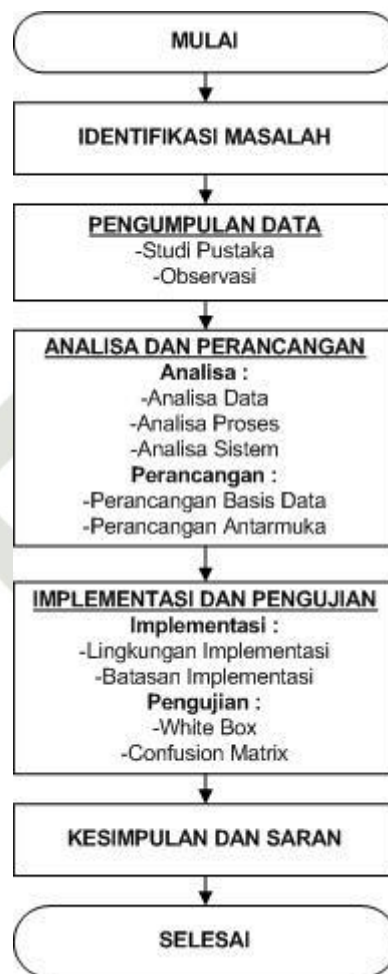 MULAI
IDENTIFIKASI MASALAH
PENGUMPULAN DATA
-Studi Pustaka
-Observasi
ANALISA DAN PERANCANGAN
Analisa :
-Analisa Data
-Analisa Proses
-Analisa Sistem
Perancangan :
-Perancangan Basis Data
-Perancangan Antarmuka
IMPLEMENTASI DAN PENGUJIAN
Implementasi :
-Lingkungan Implementasi
-Batasan Implementasi
Pengujian :
-White Box
-Confusion Matrix
KESIMPULAN DAN SARAN
SELESAI